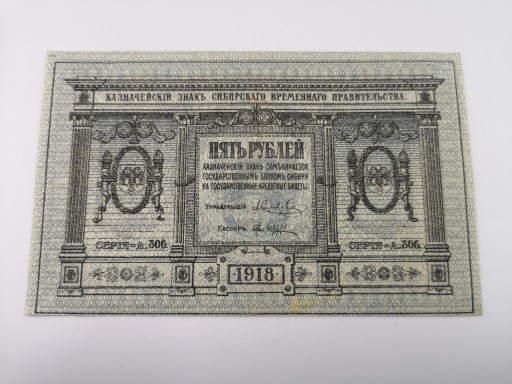 КАЗНАЧЕЙСКІЙ ЗНАКЪ СИБИРСКАГО ВРЕМЕННАГО ПРАВИТЕЛЬСТВА.
ПЯТЬ РУБЛЕЙ
КАЗНАЧЕЙСКІЙ ЗНАКЪ ОБМѢНИВАЕТСЯ
ГОСУДАРСТВЕННЫМЪ БАНКОМЪ СИБИРИ
НА ГОСУДАРСТВЕННЫЕ КРЕДИТНЫЕ БИЛЕТЫ.
УПРАВЛЯЮЩІЙ
КАССИРЪ
СЕРІЯ-А.306. СЕРІЯ-А.306.
1918